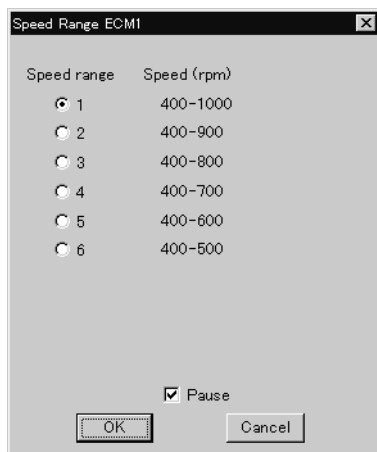 Speed Range ECM1
Speed range Speed (rpm)
1 400-1000
2 400-900
3 400-800
4 400-700
5 400-600
6 400-500
Pause
OK Cancel